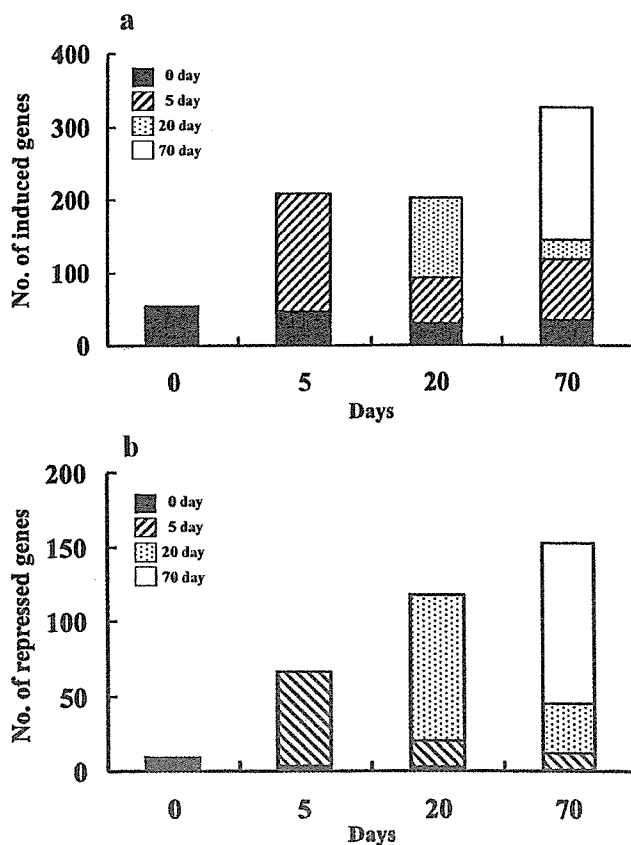 a
No. of induced genes
400
300
200
100
0
0 day
5 day
20 day
70 day
0 5 20 70
Days
b
No. of repressed genes
200
150
100
50
0
0 day
5 day
20 day
70 day
0 5 20 70
Days